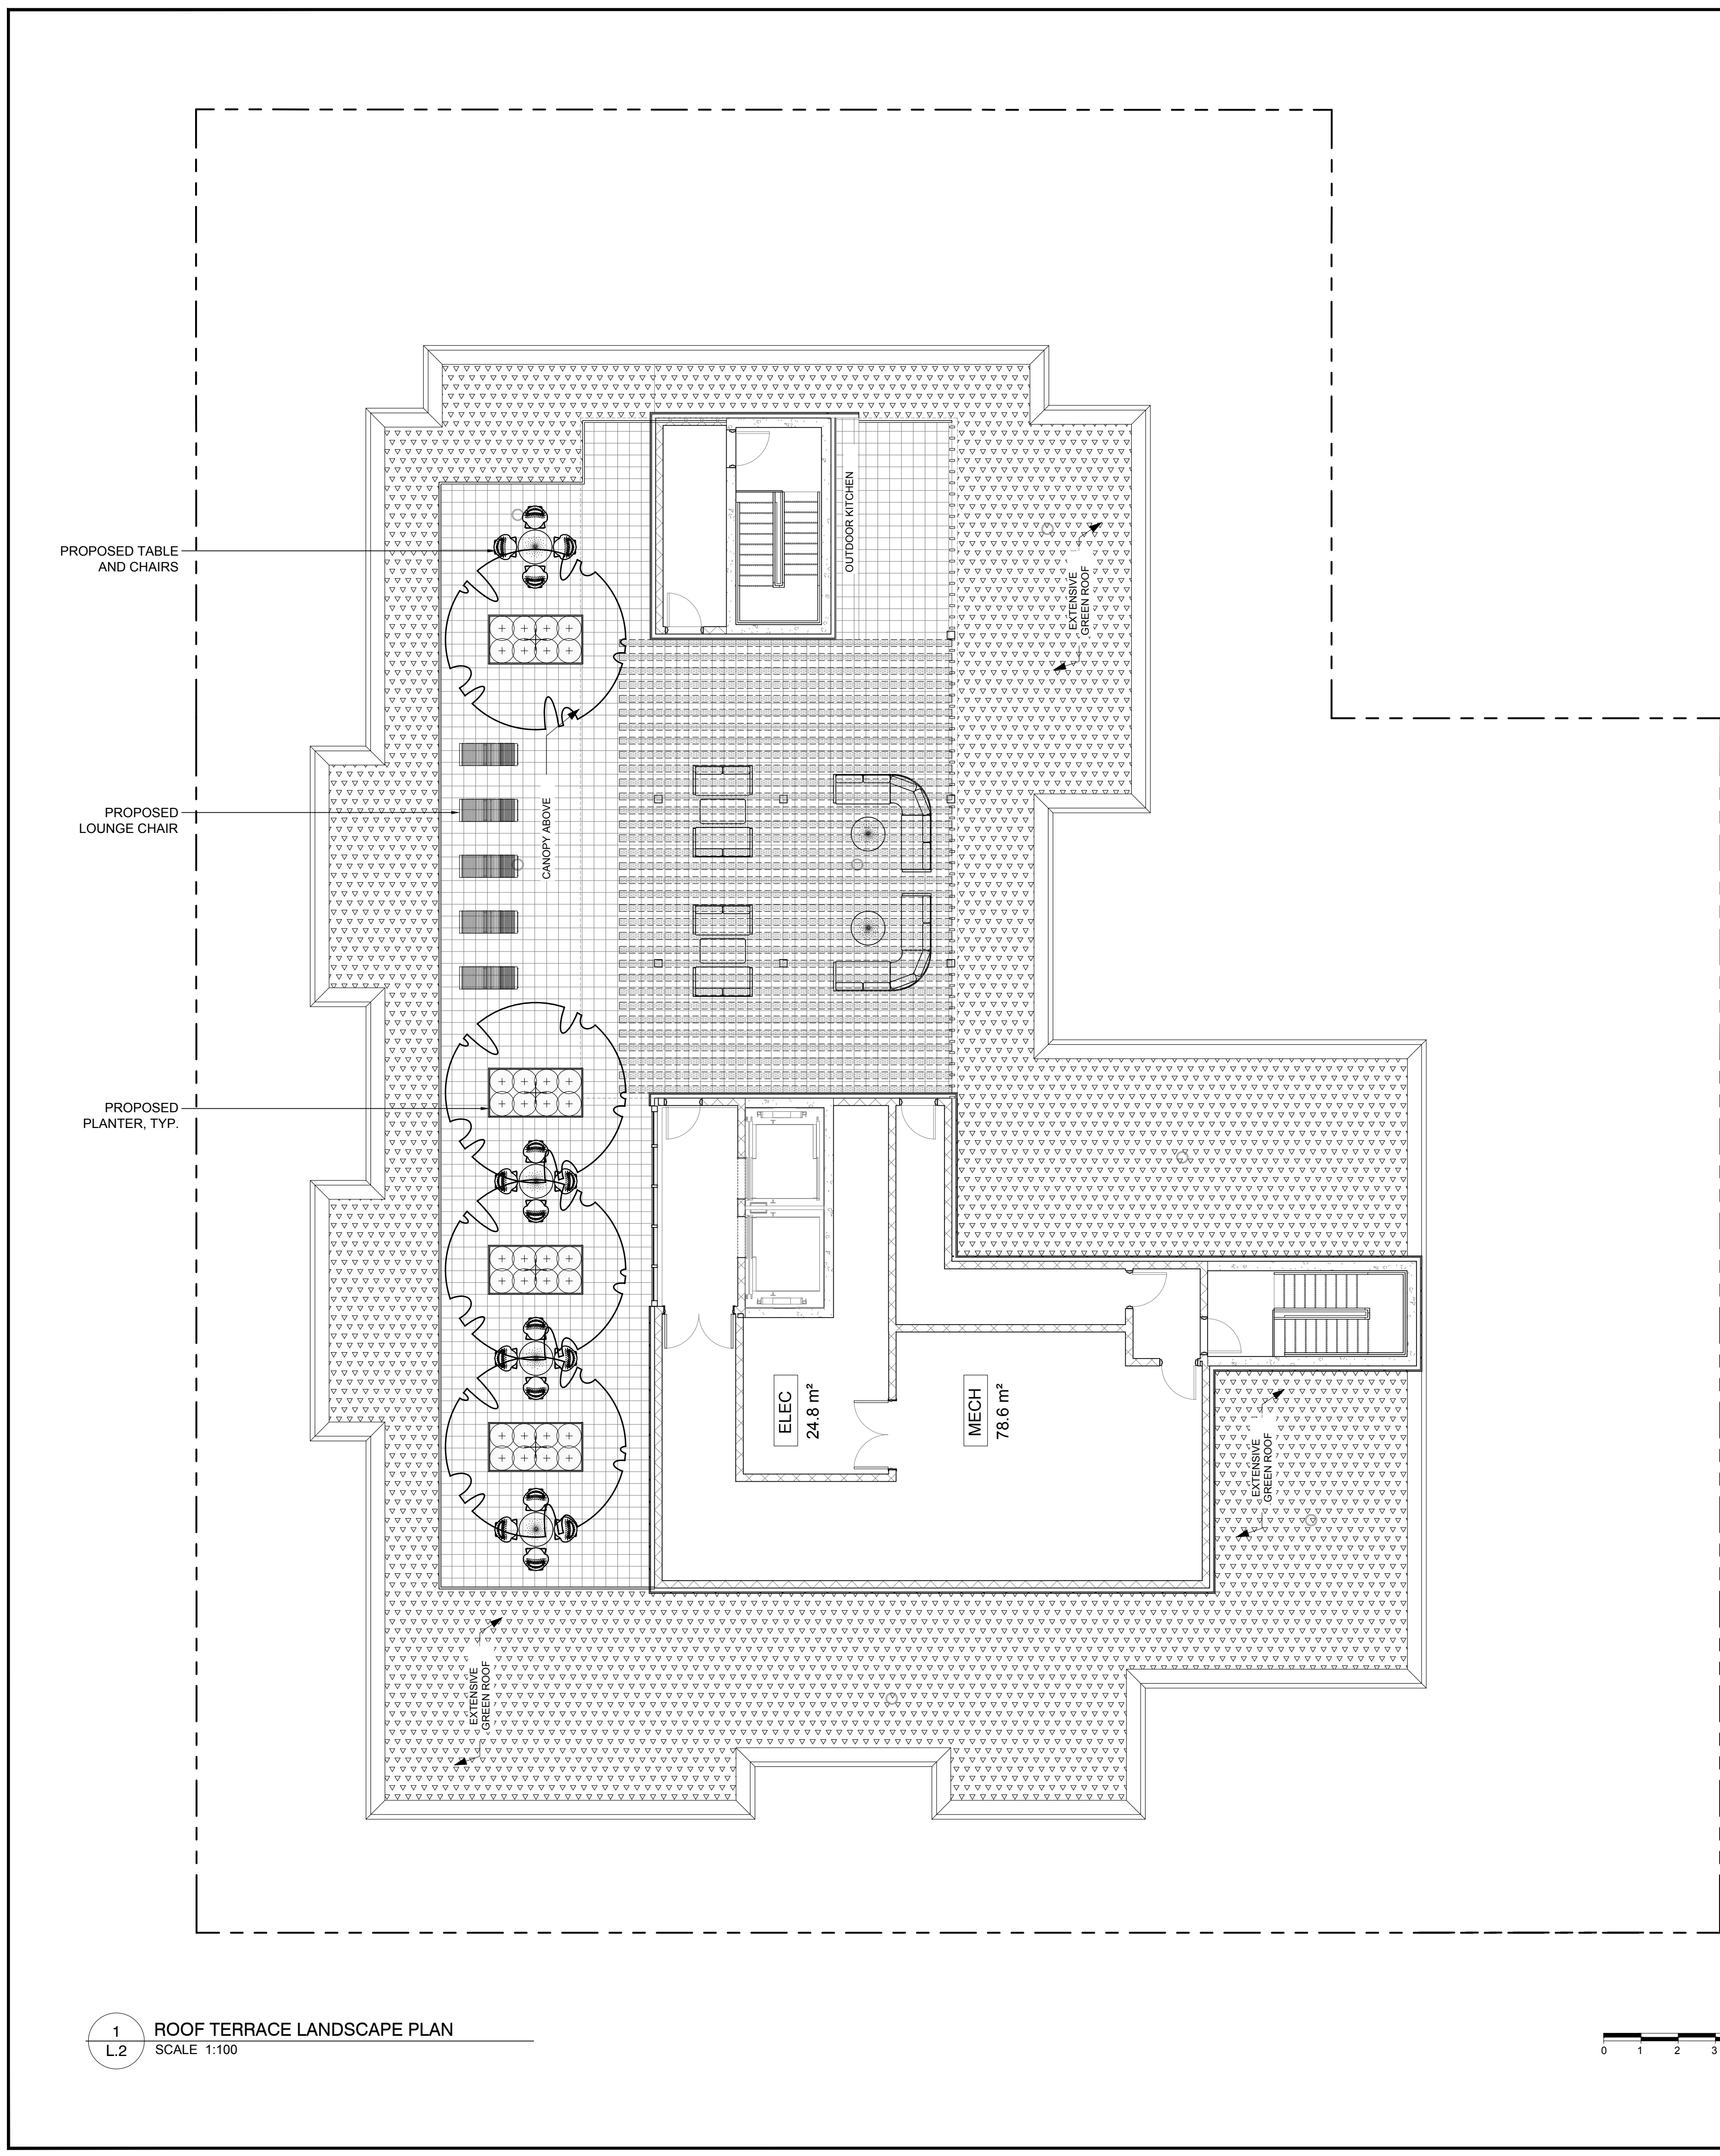 PROPOSED TABLE
AND CHAIRS
OUTDOOR KITCHEN
EXTENSIVE
GREEN ROOF
PROPOSED
LOUNGE CHAIR
CANOPY ABOVE
PROPOSED
PLANTER, TYP.
ELEC
24.8 m²
MECH
78.6 m²
EXTENSIVE
GREEN ROOF
EXTENSIVE
GREEN ROOF
1
L.2
ROOF TERRACE LANDSCAPE PLAN
SCALE 1:100
0 1 2 3